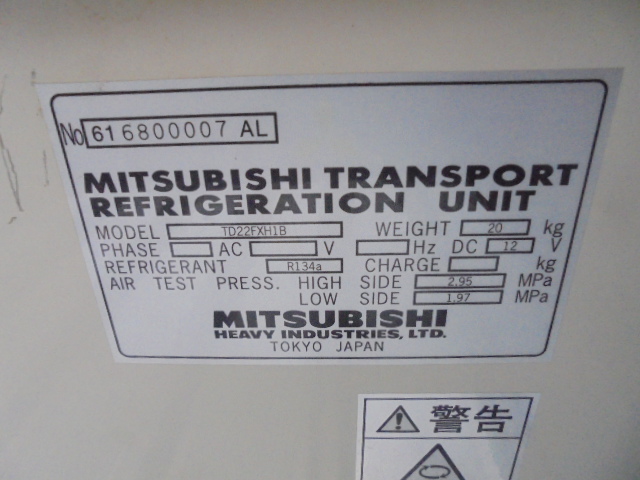 No 616800007 AL
MITSUBISHI TRANSPORT
REFRIGERATION UNIT
MODEL TD22FXH1B WEIGHT 20 kg
PHASE AC V Hz DC 12 V
REFRIGERANT R134a CHARGE kg
AIR TEST PRESS. HIGH SIDE 2.95 MPa
LOW SIDE 1.97 MPa
MITSUBISHI
HEAVY INDUSTRIES, LTD.
TOKYO JAPAN
警告